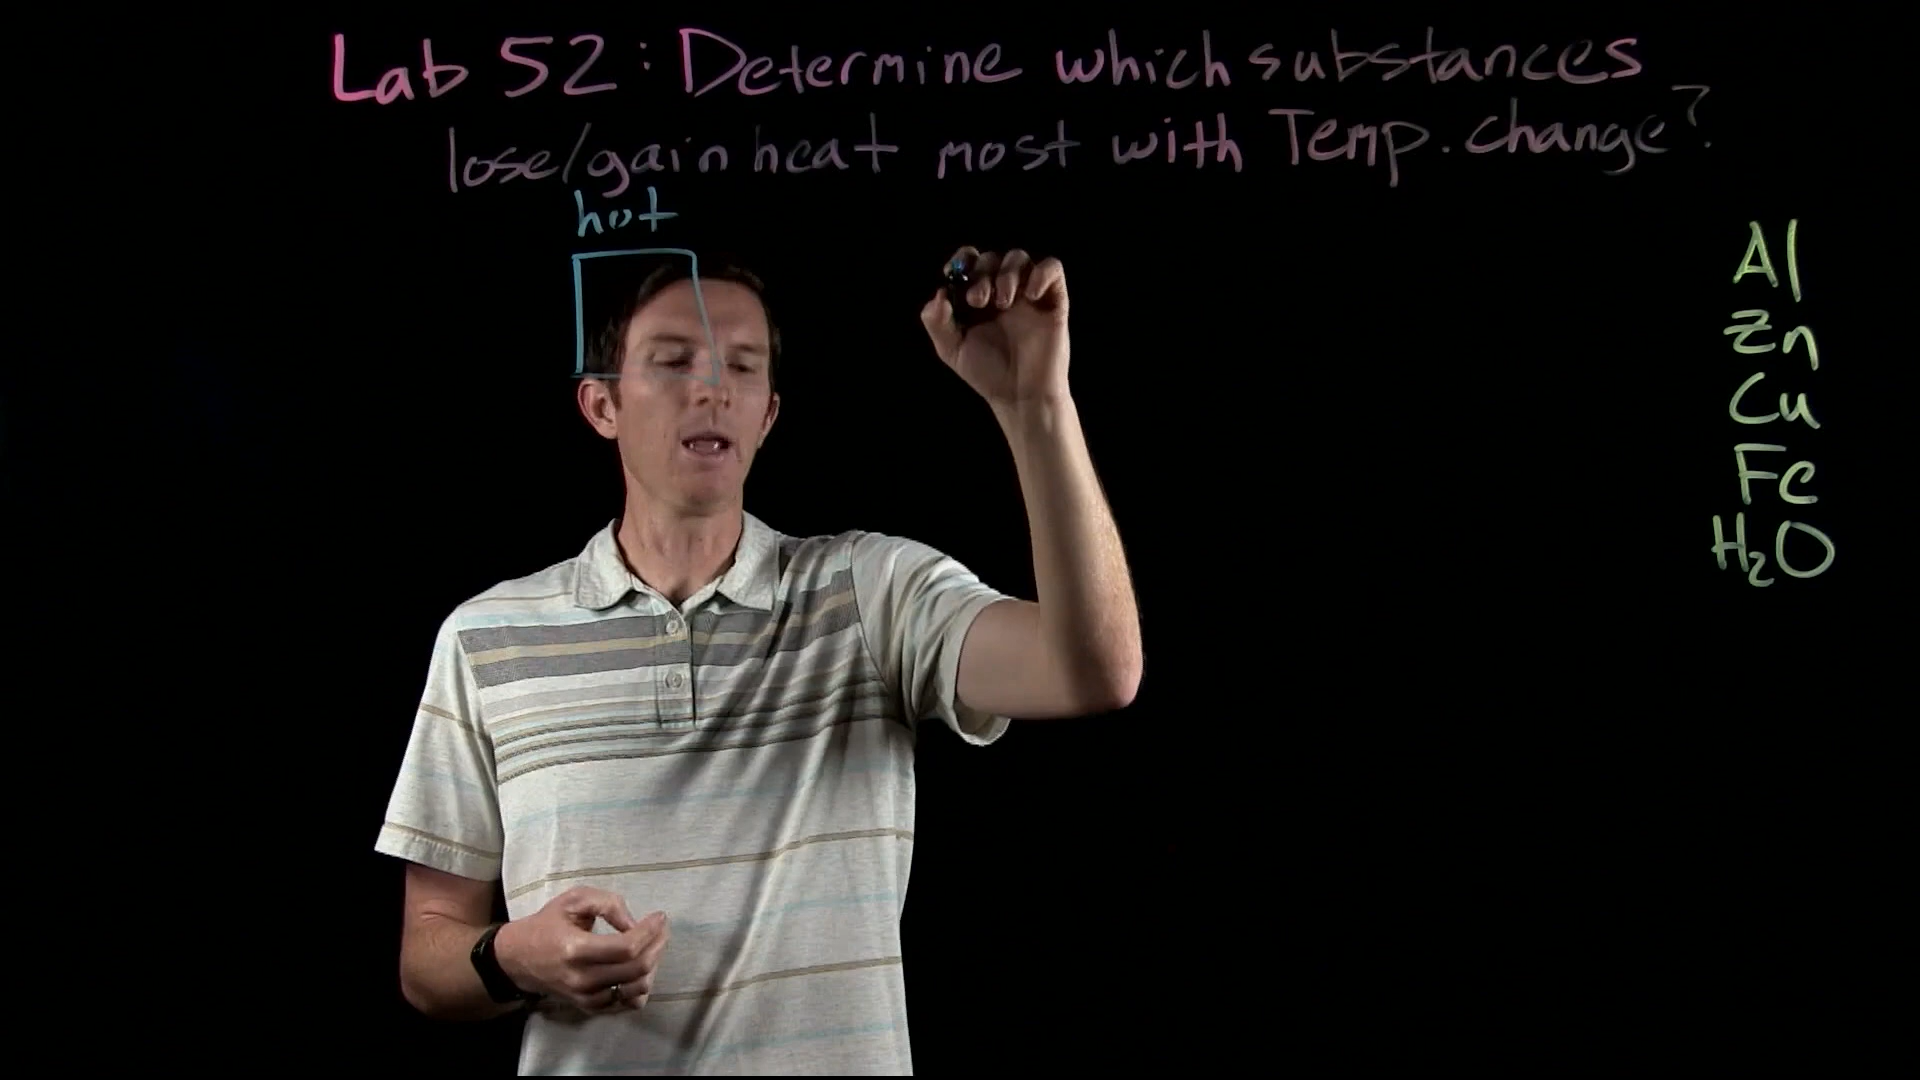 Lab 52: Determine which substances
lose/gain heat most with Temp. change?
hot
Al
Zn
Cu
Fe
H₂O